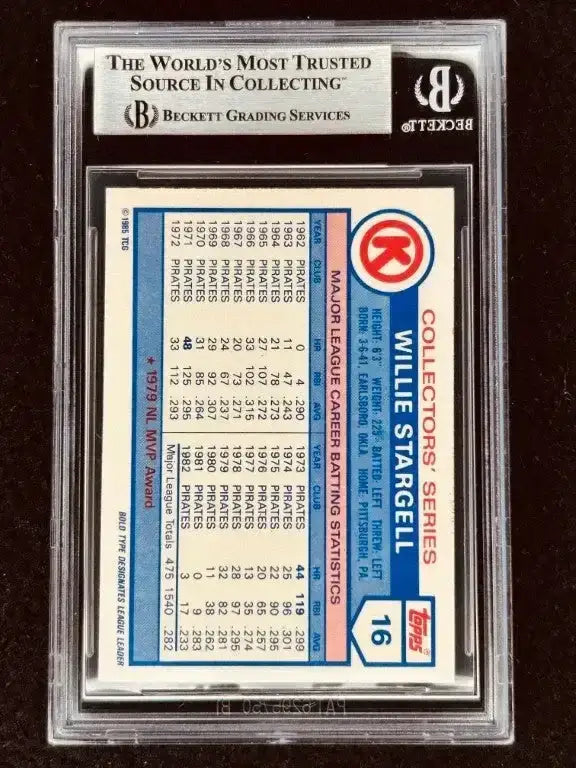 THE WORLD'S MOST TRUSTED
SOURCE IN COLLECTING™
B BECKETT GRADING SERVICES
B
BECKETT®
K
COLLECTORS' SERIES
WILLIE STARGELL
HEIGHT: 6'3" WEIGHT: 225 BATTED: LEFT THREW: LEFT
BORN: 3-6-41, EARLSBORO, OKLA. HOME: PITTSBURGH, PA
TOPPS®
16
MAJOR LEAGUE CAREER BATTING STATISTICS
YEAR CLUB HR RBI AVG YEAR CLUB HR RBI AVG
1962 PIRATES 0 4 .290 1973 PIRATES 44 119 .299
1963 PIRATES 11 47 .243 1974 PIRATES 25 96 .301
1964 PIRATES 21 78 .273 1975 PIRATES 22 90 .295
1965 PIRATES 27 107 .272 1976 PIRATES 20 65 .257
1966 PIRATES 33 102 .315 1977 PIRATES 13 35 .274
1967 PIRATES 20 73 .271 1978 PIRATES 28 97 .295
1968 PIRATES 24 67 .237 1979 PIRATES 32 82 .281
1969 PIRATES 29 92 .307 1980 PIRATES 11 38 .262
1970 PIRATES 31 85 .264 1981 PIRATES 0 9 .283
1971 PIRATES 48 125 .295 1982 PIRATES 3 17 .233
1972 PIRATES 33 112 .293 Major League Totals 475 1540 .282
★ 1979 NL MVP Award
© 1985 TCG
BOLD TYPE DESIGNATES LEAGUE LEADER
PAT 6295750 B1